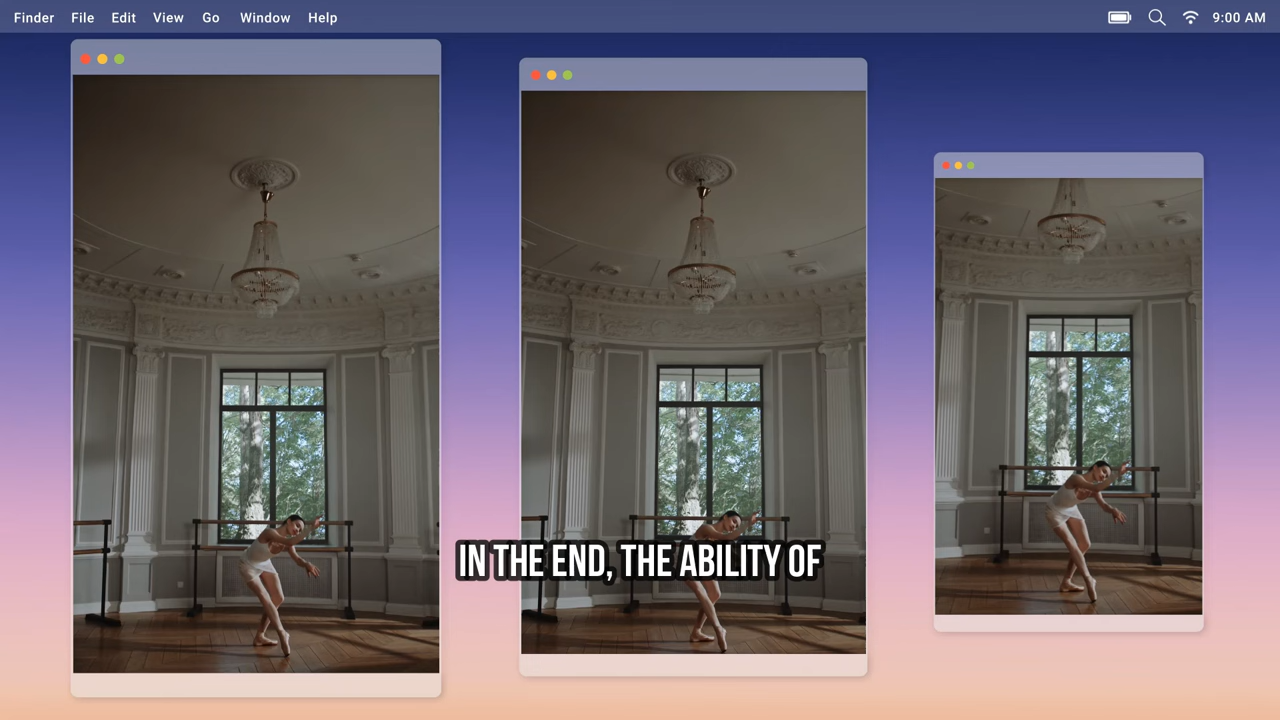 Finder File Edit View Go Window Help 9:00 AM
IN THE END, THE ABILITY OF